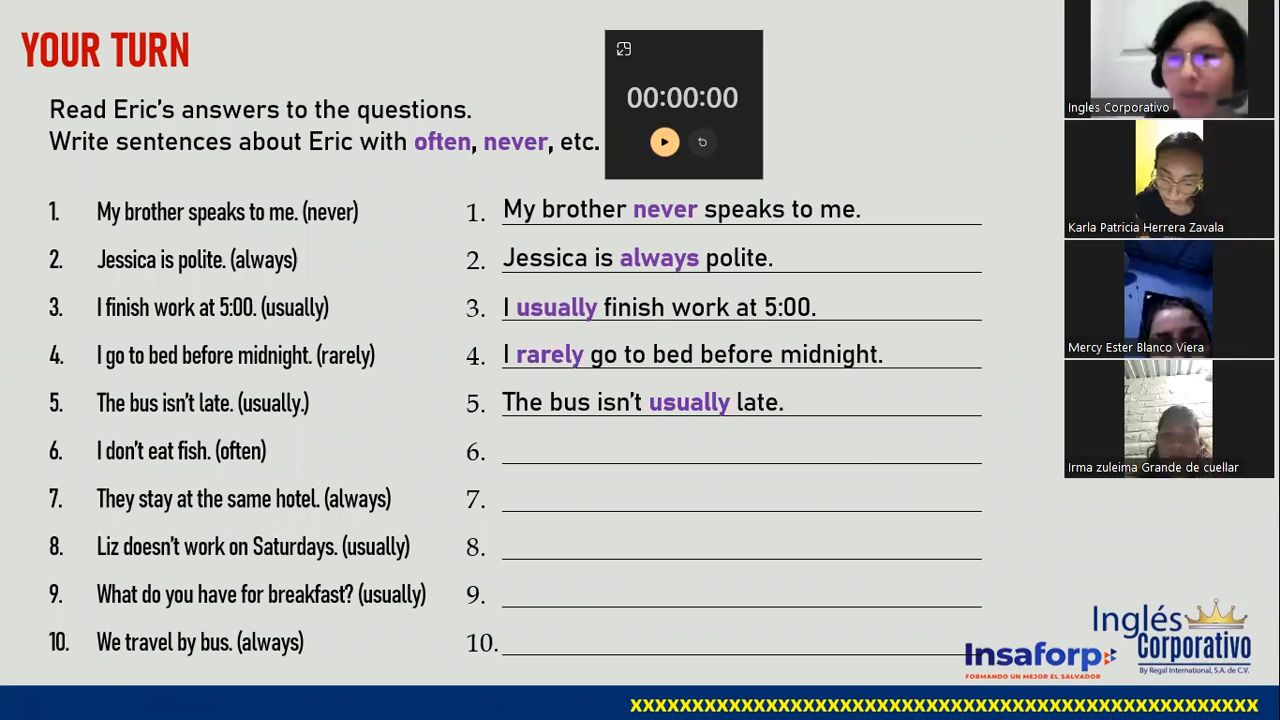 YOUR TURN
Read Eric's answers to the questions.
Write sentences about Eric with often, never, etc.
00:00:00
1. My brother speaks to me. (never)
2. Jessica is polite. (always)
3. I finish work at 5:00. (usually)
4. I go to bed before midnight. (rarely)
5. The bus isn't late. (usually.)
6. I don't eat fish. (often)
7. They stay at the same hotel. (always)
8. Liz doesn't work on Saturdays. (usually)
9. What do you have for breakfast? (usually)
10. We travel by bus. (always)
1. My brother never speaks to me.
2. Jessica is always polite.
3. I usually finish work at 5:00.
4. I rarely go to bed before midnight.
5. The bus isn't usually late.
6.
7.
8.
9.
10.
Ingles Corporativo
Karla Patricia Herrera Zavala
Mercy Ester Blanco Viera
Irma zuleima Grande de cuellar
Insaforp
FORMANDO UN MEJOR EL SALVADOR
Inglés
Corporativo
By Regal International, S.A. de C.V.
XXXXXXXXXXXXXXXXXXXXXXXXXXXXXXXXXXXXXXXXXXXXXXXXXXX